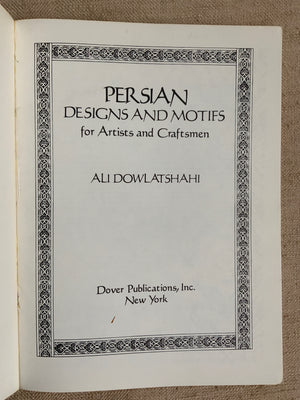 PERSIAN
DESIGNS AND MOTIFS
for Artists and Craftsmen
ALI DOWLATSHAHI
Dover Publications, Inc.
New York